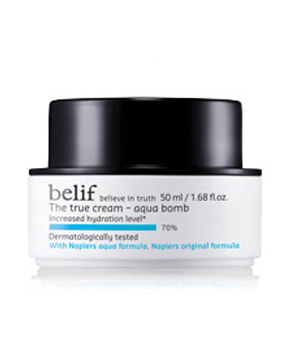 belif believe in truth 50 ml / 1.68 fl.oz.
The true cream – aqua bomb
Increased hydration level*
70%
Dermatologically tested
With Napiers aqua formula, Napiers original formula